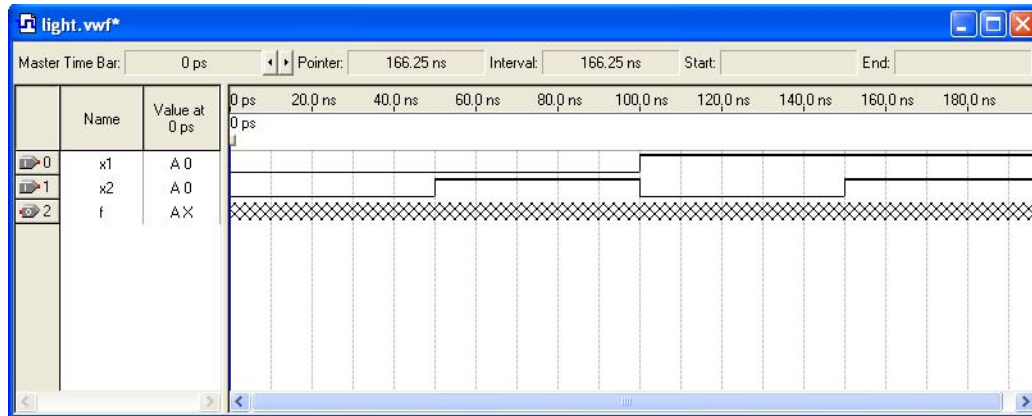 light.vwf*
Master Time Bar: 0 ps Pointer: 166.25 ns Interval: 166.25 ns Start: End:
Name Value at 0 ps 0 ps 20.0 ns 40.0 ns 60.0 ns 80.0 ns 100.0 ns 120.0 ns 140.0 ns 160.0 ns 180.0 ns
0 ps
0 x1 A 0
1 x2 A 0
2 f A X